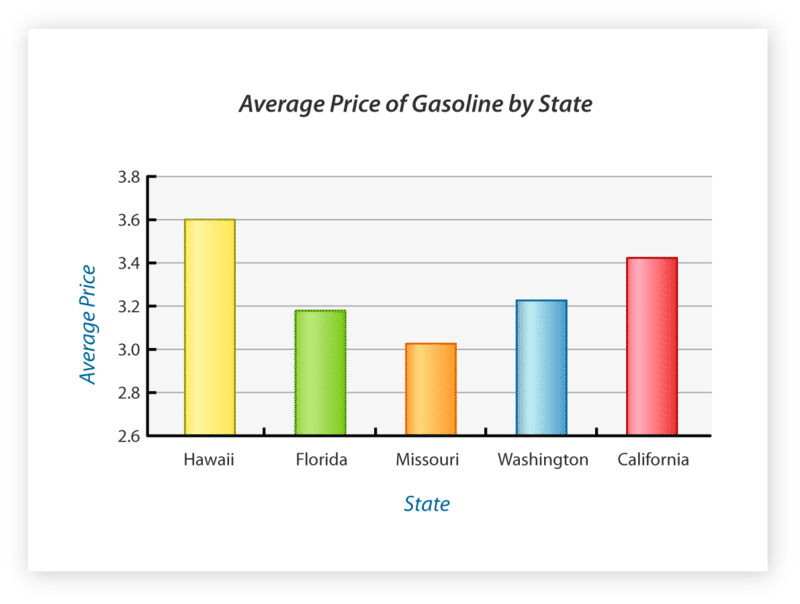 Average Price of Gasoline by State
3.8
3.6
3.4
3.2
3.0
2.8
2.6
Average Price
Hawaii Florida Missouri Washington California
State